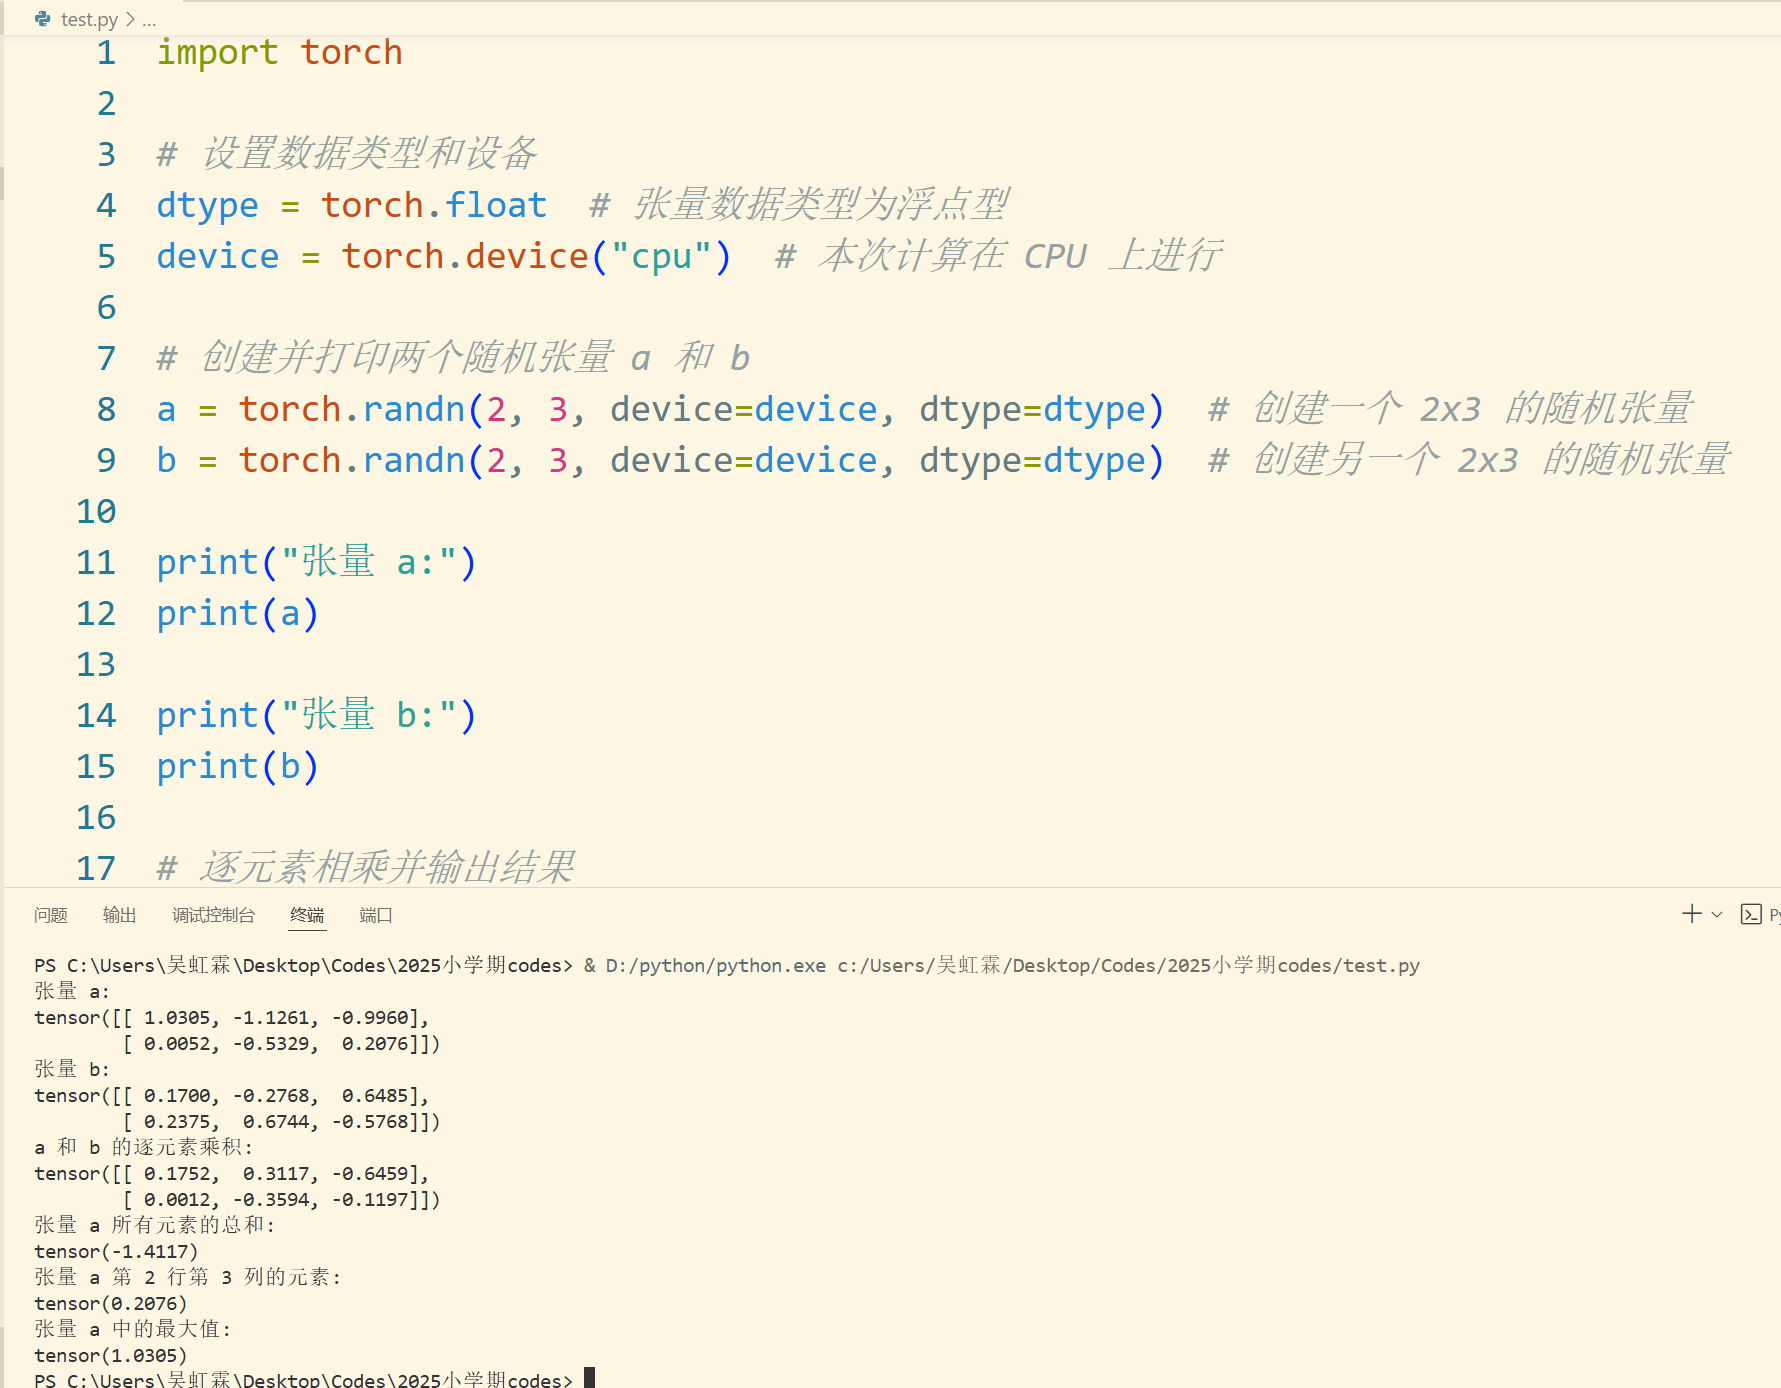 test.py > ...
1 import torch
2
3 # 设置数据类型和设备
4 dtype = torch.float  # 张量数据类型为浮点型
5 device = torch.device("cpu")  # 本次计算在 CPU 上进行
6
7 # 创建并打印两个随机张量 a 和 b
8 a = torch.randn(2, 3, device=device, dtype=dtype)  # 创建一个 2x3 的随机张量
9 b = torch.randn(2, 3, device=device, dtype=dtype)  # 创建另一个 2x3 的随机张量
10
11 print("张量 a:")
12 print(a)
13
14 print("张量 b:")
15 print(b)
16
17 # 逐元素相乘并输出结果
问题 输出 调试控制台 终端 端口 Py
PS C:\Users\吴虹霖\Desktop\Codes\2025小学期codes> & D:/python/python.exe c:/Users/吴虹霖/Desktop/Codes/2025小学期codes/test.py
张量 a:
tensor([[ 1.0305, -1.1261, -0.9960],
        [ 0.0052, -0.5329,  0.2076]])
张量 b:
tensor([[ 0.1700, -0.2768,  0.6485],
        [ 0.2375,  0.6744, -0.5768]])
a 和 b 的逐元素乘积:
tensor([[ 0.1752,  0.3117, -0.6459],
        [ 0.0012, -0.3594, -0.1197]])
张量 a 所有元素的总和:
tensor(-1.4117)
张量 a 第 2 行第 3 列的元素:
tensor(0.2076)
张量 a 中的最大值:
tensor(1.0305)
PS C:\Users\吴虹霖\Desktop\Codes\2025小学期codes>